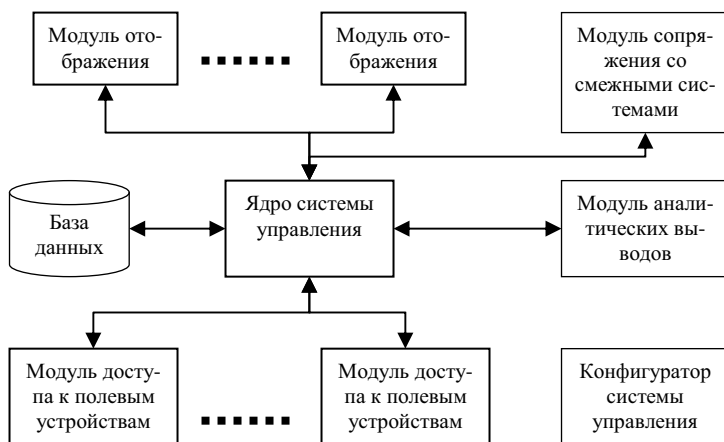 Модуль ото-
бражения
Модуль ото-
бражения
Модуль сопря-
жения со
смежными сис-
темами
База
данных
Ядро системы
управления
Модуль анали-
тических вы-
водов
Модуль досту-
па к полевым
устройствам
Модуль досту-
па к полевым
устройствам
Конфигуратор
системы
управления